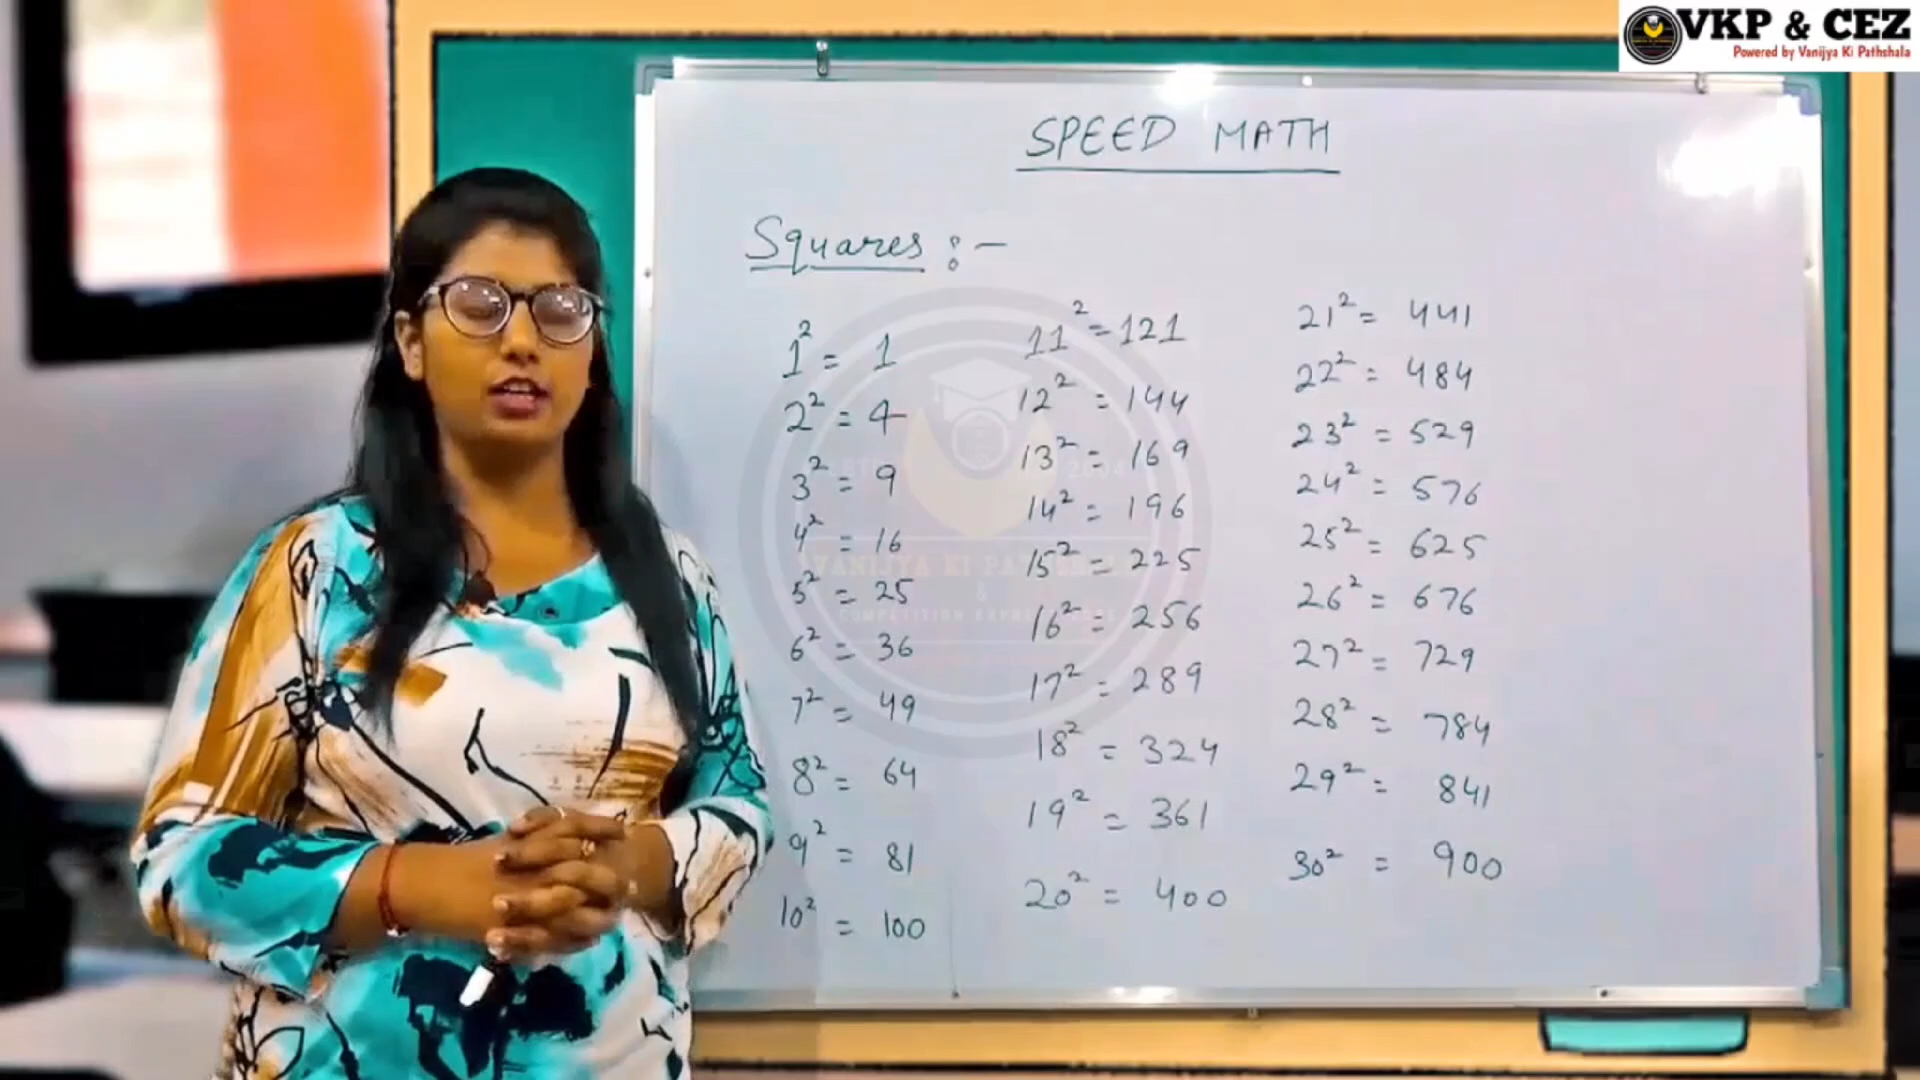 VKP & CEZ
Powered by Vanijya Ki Pathshala
SPEED MATH
Squares :-
1² = 1
2² = 4
3² = 9
4² = 16
5² = 25
6² = 36
7² = 49
8² = 64
9² = 81
10² = 100
11² = 121
12² = 144
13² = 169
14² = 196
15² = 225
16² = 256
17² = 289
18² = 324
19² = 361
20² = 400
21² = 441
22² = 484
23² = 529
24² = 576
25² = 625
26² = 676
27² = 729
28² = 784
29² = 841
30² = 900
VANIJYA KI
&
COMPETITION